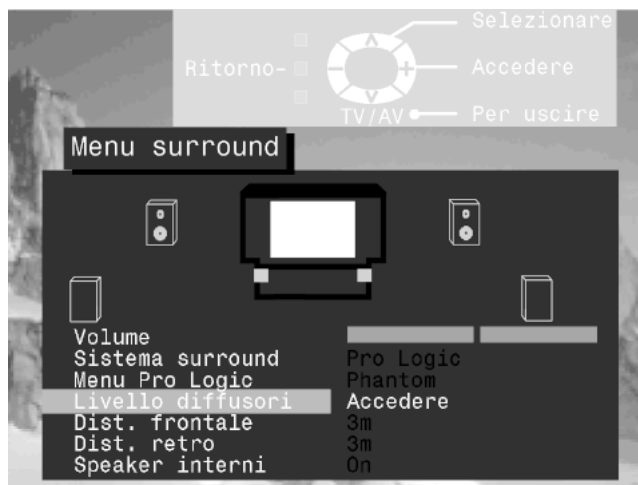 Selezionare
Ritorno- - + Accedere
TV/AV Per uscire
Menu surround
Volume
Sistema surround Pro Logic
Menu Pro Logic Phantom
Livello diffusori Accedere
Dist. frontale 3m
Dist. retro 3m
Speaker interni On